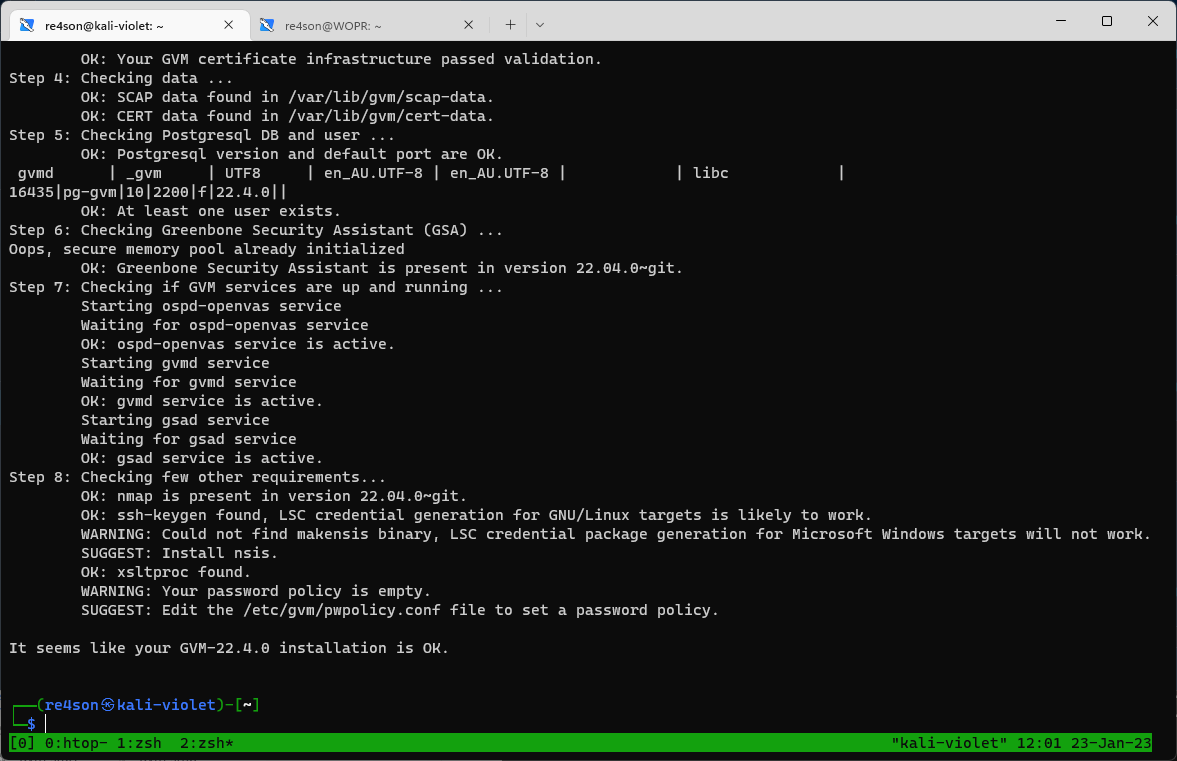 re4son@kali-violet: ~
re4son@WOPR: ~
OK: Your GVM certificate infrastructure passed validation.
Step 4: Checking data ...
OK: SCAP data found in /var/lib/gvm/scap-data.
OK: CERT data found in /var/lib/gvm/cert-data.
Step 5: Checking Postgresql DB and user ...
OK: Postgresql version and default port are OK.
gvmd      | _gvm     | UTF8     | en_AU.UTF-8 | en_AU.UTF-8 |            | libc            |
16435|pg-gvm|10|2200|f|22.4.0||
OK: At least one user exists.
Step 6: Checking Greenbone Security Assistant (GSA) ...
Oops, secure memory pool already initialized
OK: Greenbone Security Assistant is present in version 22.04.0~git.
Step 7: Checking if GVM services are up and running ...
Starting ospd-openvas service
Waiting for ospd-openvas service
OK: ospd-openvas service is active.
Starting gvmd service
Waiting for gvmd service
OK: gvmd service is active.
Starting gsad service
Waiting for gsad service
OK: gsad service is active.
Step 8: Checking few other requirements...
OK: nmap is present in version 22.04.0~git.
OK: ssh-keygen found, LSC credential generation for GNU/Linux targets is likely to work.
WARNING: Could not find makensis binary, LSC credential package generation for Microsoft Windows targets will not work.
SUGGEST: Install nsis.
OK: xsltproc found.
WARNING: Your password policy is empty.
SUGGEST: Edit the /etc/gvm/pwpolicy.conf file to set a password policy.
It seems like your GVM-22.4.0 installation is OK.
┌──(re4son㉿kali-violet)-[~]
└─$
[0] 0:htop- 1:zsh  2:zsh*
"kali-violet" 12:01 23-Jan-23